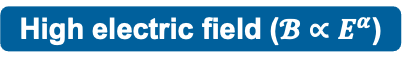 High electric field (ℬ ∝ E^α)